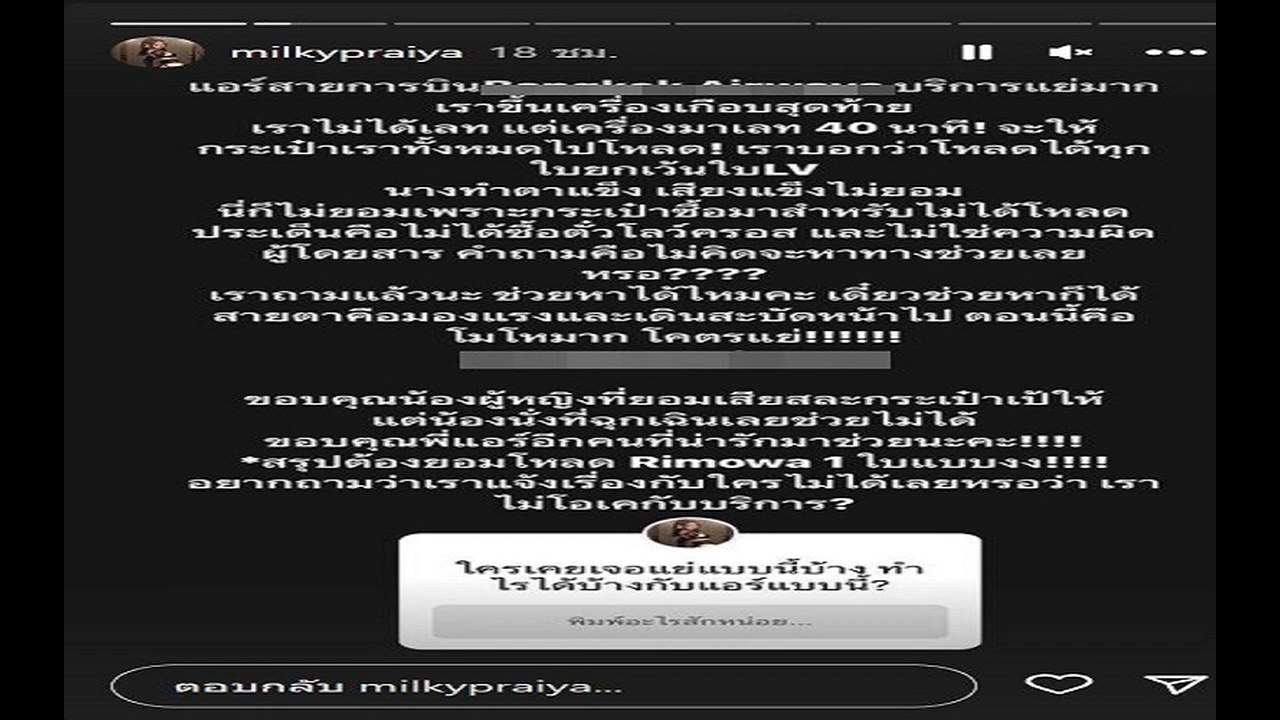 milkypraiya 18 ชม.
แอร์สายการบิน บริการแย่มาก
เราขึ้นเครื่องเกือบสุดท้าย
เราไม่ได้เลท แต่เครื่องมาเลท 40 นาที! จะให้
กระเป๋าเราทั้งหมดไปโหลด! เราบอกว่าโหลดได้ทุก
ใบยกเว้นใบLV
นางทำตาแข็ง เสียงแข็งไม่ยอม
นี่ก็ไม่ยอมเพราะกระเป๋าซื้อมาสำหรับไม่ได้โหลด
ประเด็นคือไม่ได้ซื้อตั๋วโลว์ครอส และไม่ใช่ความผิด
ผู้โดยสาร คำถามคือไม่คิดจะหาทางช่วยเลย
หรอ????
เราถามแล้วนะ ช่วยหาได้ไหมคะ เดี๋ยวช่วยหาก็ได้
สายตาคือมองแรงและเดินสะบัดหน้าไป ตอนนี้คือ
โมโหมาก โคตรแย่!!!!!!
ขอบคุณน้องผู้หญิงที่ยอมเสียสละกระเป๋าเป้ให้
แต่น้องนั่งที่ฉุกเฉินเลยช่วยไม่ได้
ขอบคุณพี่แอร์อีกคนที่น่ารักมาช่วยนะคะ!!!!
*สรุปต้องยอมโหลด Rimowa 1 ใบแบบงง!!!!
อยากถามว่าเราแจ้งเรื่องกับใครไม่ได้เลยหรอว่า เรา
ไม่โอเคกับบริการ?
ใครเคยเจอแย่แบบนี้บ้าง ทำ
ไรได้บ้างกับแอร์แบบนี้?
พิมพ์อะไรสักหน่อย...
ตอบกลับ milkypraiya...